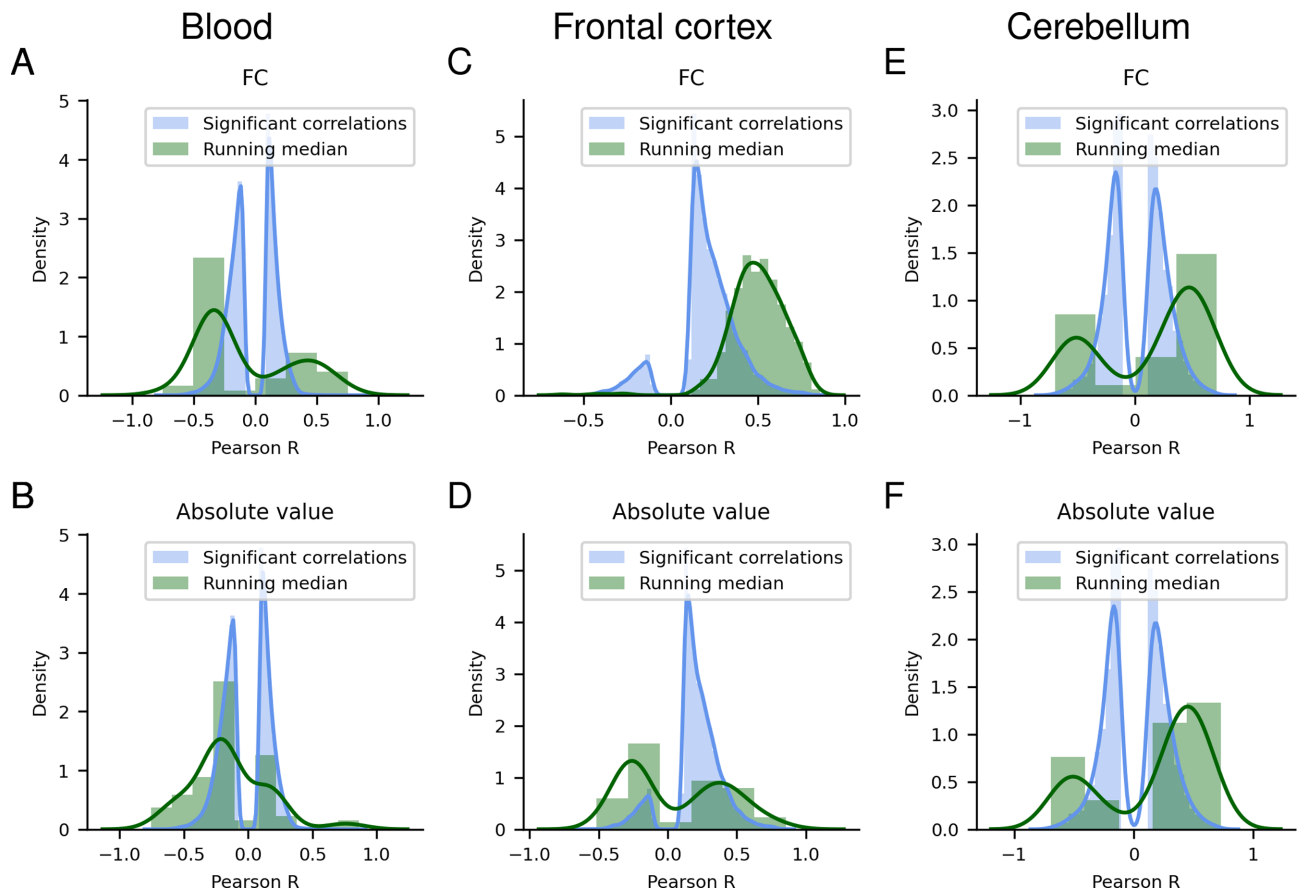 Blood
Frontal cortex
Cerebellum
A
FC
Significant correlations
Running median
5
4
3
2
1
0
Density
−1.0 −0.5 0.0 0.5 1.0
Pearson R
C
FC
Significant correlations
Running median
5
4
3
2
1
0
Density
−0.5 0.0 0.5 1.0
Pearson R
E
FC
Significant correlations
Running median
3.0
2.5
2.0
1.5
1.0
0.5
0.0
Density
−1 0 1
Pearson R
B
Absolute value
Significant correlations
Running median
5
4
3
2
1
0
Density
−1.0 −0.5 0.0 0.5 1.0
Pearson R
D
Absolute value
Significant correlations
Running median
5
4
3
2
1
0
Density
−1.0 −0.5 0.0 0.5 1.0
Pearson R
F
Absolute value
Significant correlations
Running median
3.0
2.5
2.0
1.5
1.0
0.5
0.0
Density
−1 0 1
Pearson R